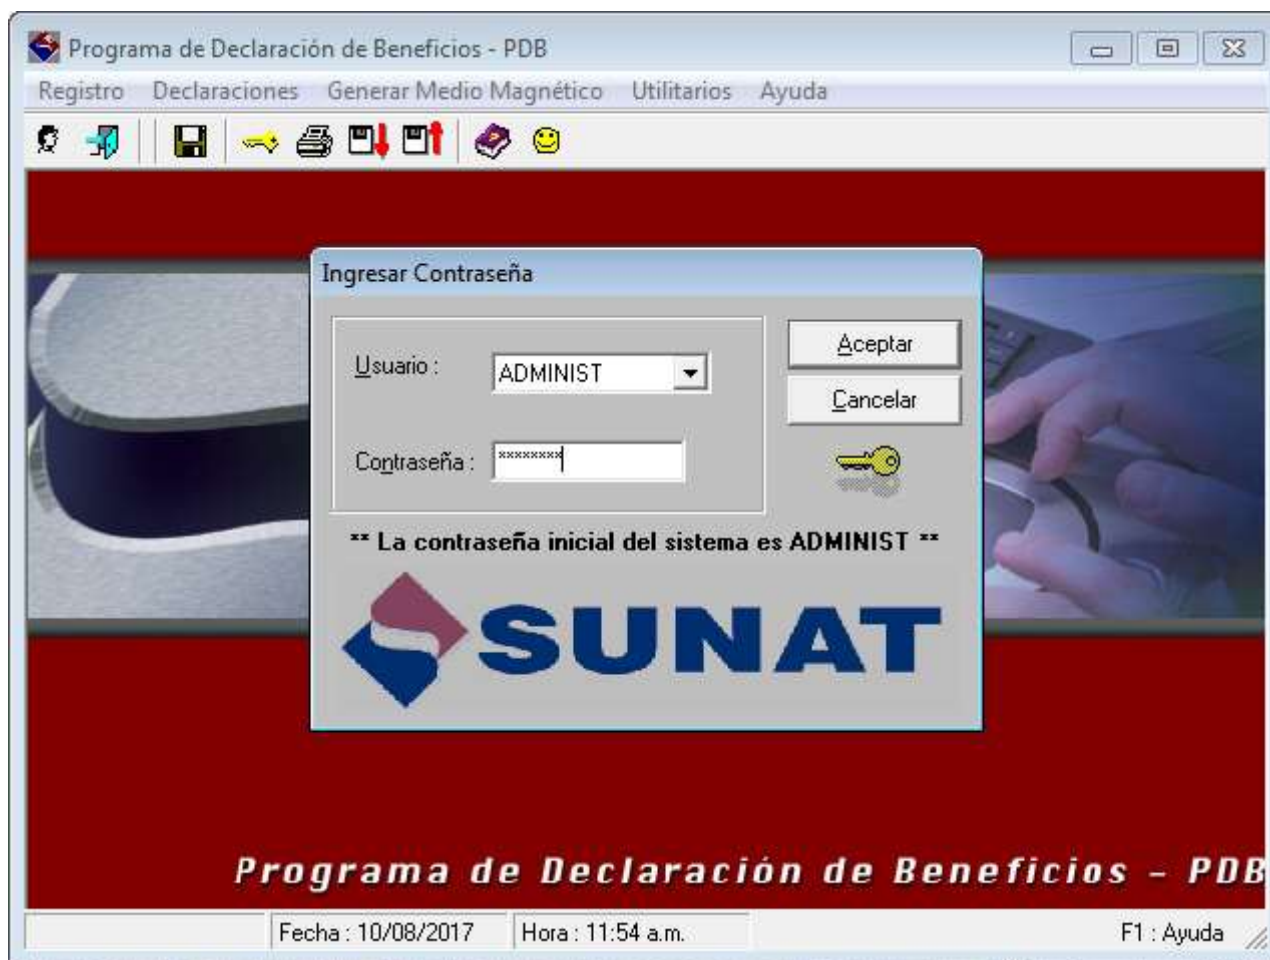 Programa de Declaración de Beneficios - PDB
Registro Declaraciones Generar Medio Magnético Utilitarios Ayuda
Ingresar Contraseña
Usuario : ADMINIST
Aceptar
Cancelar
Contraseña : ********
** La contraseña inicial del sistema es ADMINIST **
SUNAT
Programa de Declaración de Beneficios - PDB
Fecha : 10/08/2017 Hora : 11:54 a.m. F1 : Ayuda